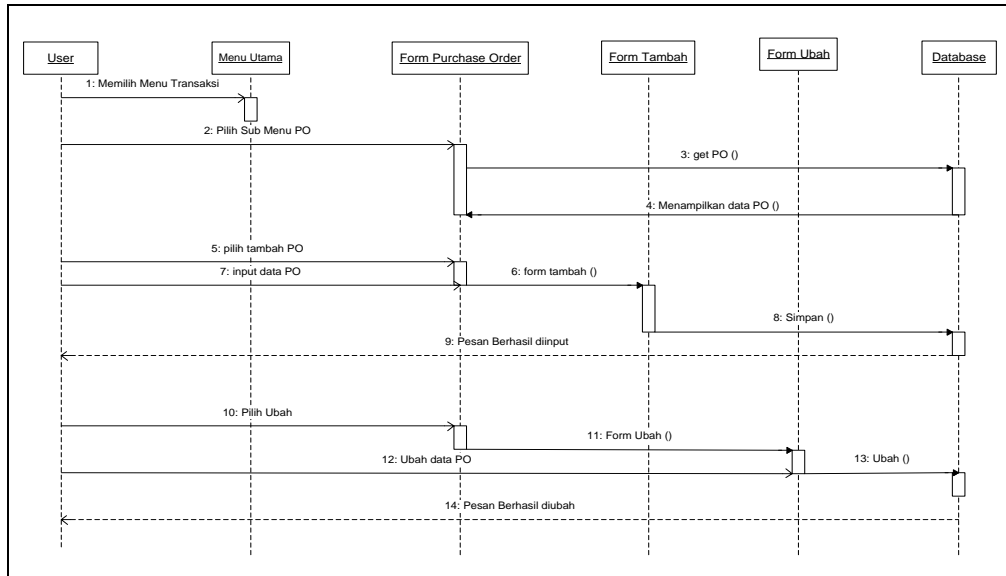 User
Menu Utama
Form Purchase Order
Form Tambah
Form Ubah
Database
1: Memilih Menu Transaksi
2: Pilih Sub Menu PO
3: get PO ()
4: Menampilkan data PO ()
5: pilih tambah PO
7: input data PO
6: form tambah ()
8: Simpan ()
9: Pesan Berhasil diinput
10: Pilih Ubah
11: Form Ubah ()
12: Ubah data PO
13: Ubah ()
14: Pesan Berhasil diubah